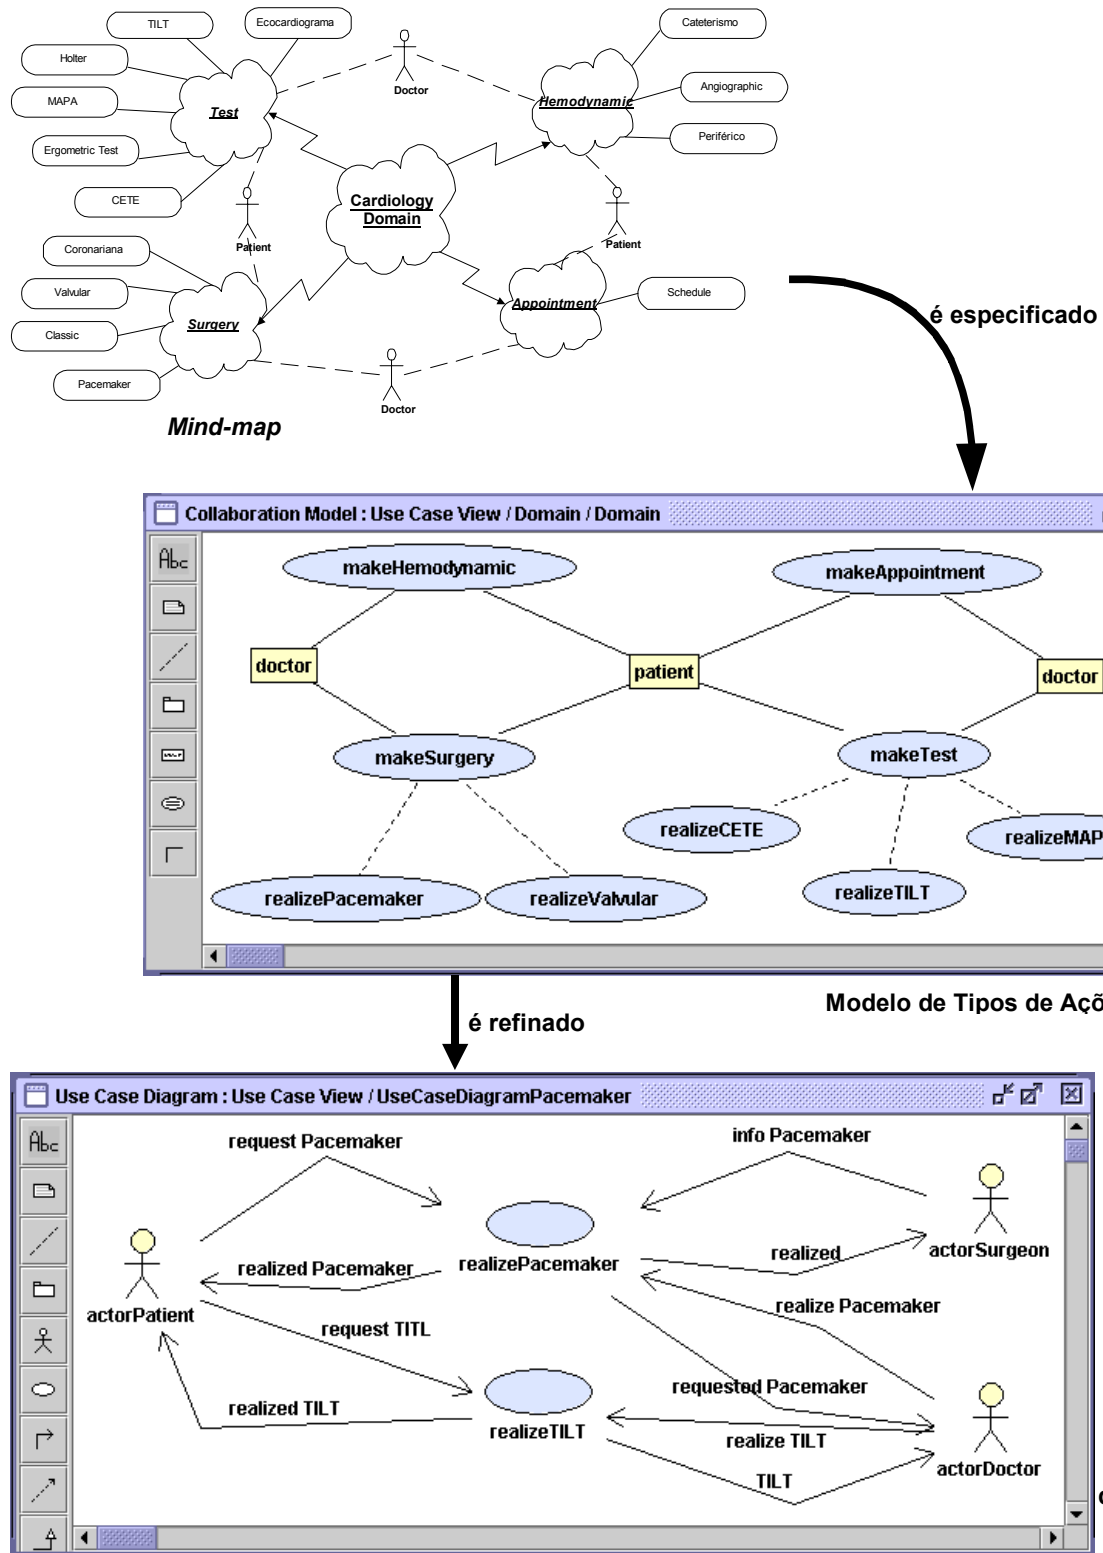 TILT
Ecocardiograma
Cateterismo
Holter
Doctor
MAPA
Test
Hemodynamic
Angiographic
Ergometric Test
Periférico
CETE
Cardiology
Domain
Patient
Patient
Coronariana
Valvular
Appointment
Schedule
Surgery
Classic
Pacemaker
Doctor
Mind-map
é especificado
Collaboration Model : Use Case View / Domain / Domain
Abc
makeHemodynamic
makeAppointment
doctor
patient
doctor
makeSurgery
makeTest
realizeCETE
realizeMAP
realizePacemaker
realizeValvular
realizeTILT
Modelo de Tipos de Açõ
é refinado
Use Case Diagram : Use Case View / UseCaseDiagramPacemaker
Abc
request Pacemaker
info Pacemaker
realizePacemaker
realized
actorSurgeon
realized Pacemaker
actorPatient
realize Pacemaker
request TITL
requested Pacemaker
realized TILT
realizeTILT
realize TILT
actorDoctor
TILT